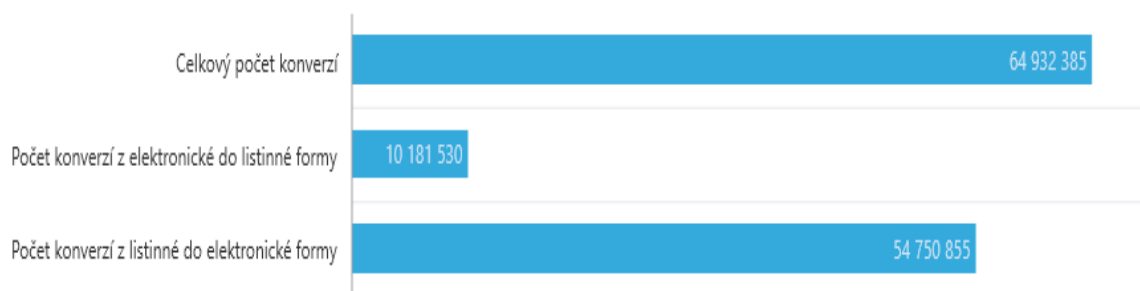 Celkový počet konverzí
64 932 385
Počet konverzí z elektronické do listinné formy
10 181 530
Počet konverzí z listinné do elektronické formy
54 750 855